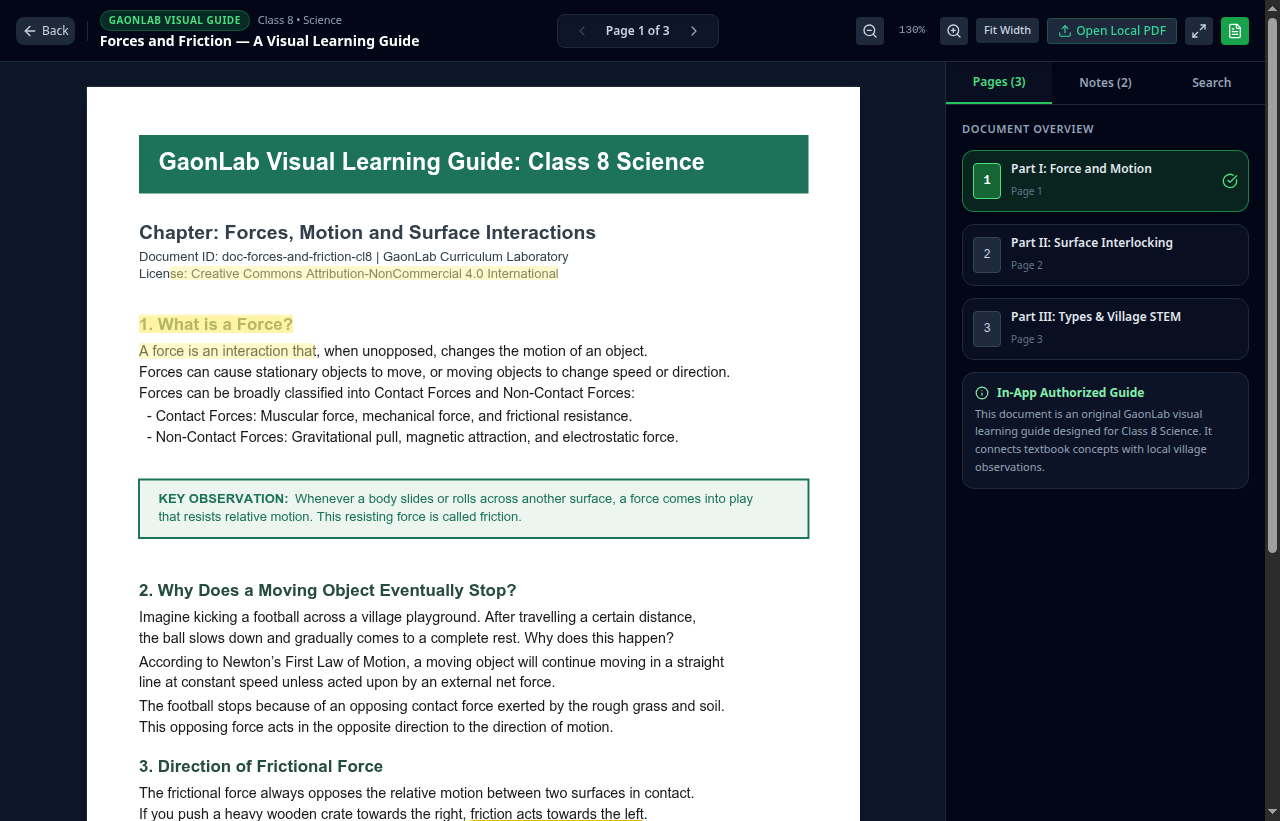 Back
GAONLAB VISUAL GUIDE
Class 8 • Science
Forces and Friction — A Visual Learning Guide
Page 1 of 3
130%
Fit Width
Open Local PDF
GaonLab Visual Learning Guide: Class 8 Science
Chapter: Forces, Motion and Surface Interactions
Document ID: doc-forces-and-friction-cl8 | GaonLab Curriculum Laboratory
License: Creative Commons Attribution-NonCommercial 4.0 International
1. What is a Force?
A force is an interaction that, when unopposed, changes the motion of an object.
Forces can cause stationary objects to move, or moving objects to change speed or direction.
Forces can be broadly classified into Contact Forces and Non-Contact Forces:
- Contact Forces: Muscular force, mechanical force, and frictional resistance.
- Non-Contact Forces: Gravitational pull, magnetic attraction, and electrostatic force.
KEY OBSERVATION: Whenever a body slides or rolls across another surface, a force comes into play
that resists relative motion. This resisting force is called friction.
2. Why Does a Moving Object Eventually Stop?
Imagine kicking a football across a village playground. After travelling a certain distance,
the ball slows down and gradually comes to a complete rest. Why does this happen?
According to Newton’s First Law of Motion, a moving object will continue moving in a straight
line at constant speed unless acted upon by an external net force.
The football stops because of an opposing contact force exerted by the rough grass and soil.
This opposing force acts in the opposite direction to the direction of motion.
3. Direction of Frictional Force
The frictional force always opposes the relative motion between two surfaces in contact.
If you push a heavy wooden crate towards the right, friction acts towards the left.
Pages (3)
Notes (2)
Search
DOCUMENT OVERVIEW
1
Part I: Force and Motion
Page 1
2
Part II: Surface Interlocking
Page 2
3
Part III: Types & Village STEM
Page 3
In-App Authorized Guide
This document is an original GaonLab visual
learning guide designed for Class 8 Science. It
connects textbook concepts with local village
observations.